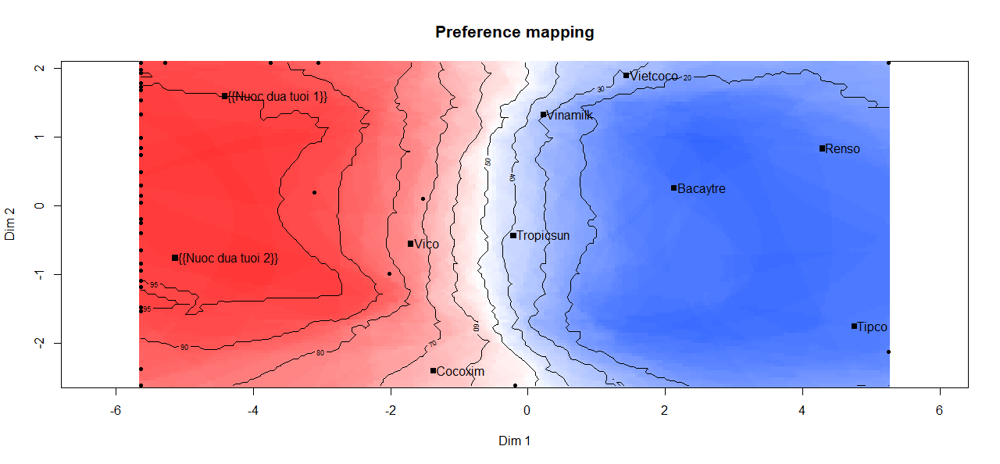 Preference mapping
Vietcoco
20
30
{{Nuoc dua tuoi 1}}
Vinamilk
Renso
50
40
Bacaytre
Tropicsun
Vico
{{Nuoc dua tuoi 2}}
95
95
60
Tipco
90
70
80
Cocoxim
2
1
0
-1
-2
Dim 2
-6
-4
-2
0
2
4
6
Dim 1